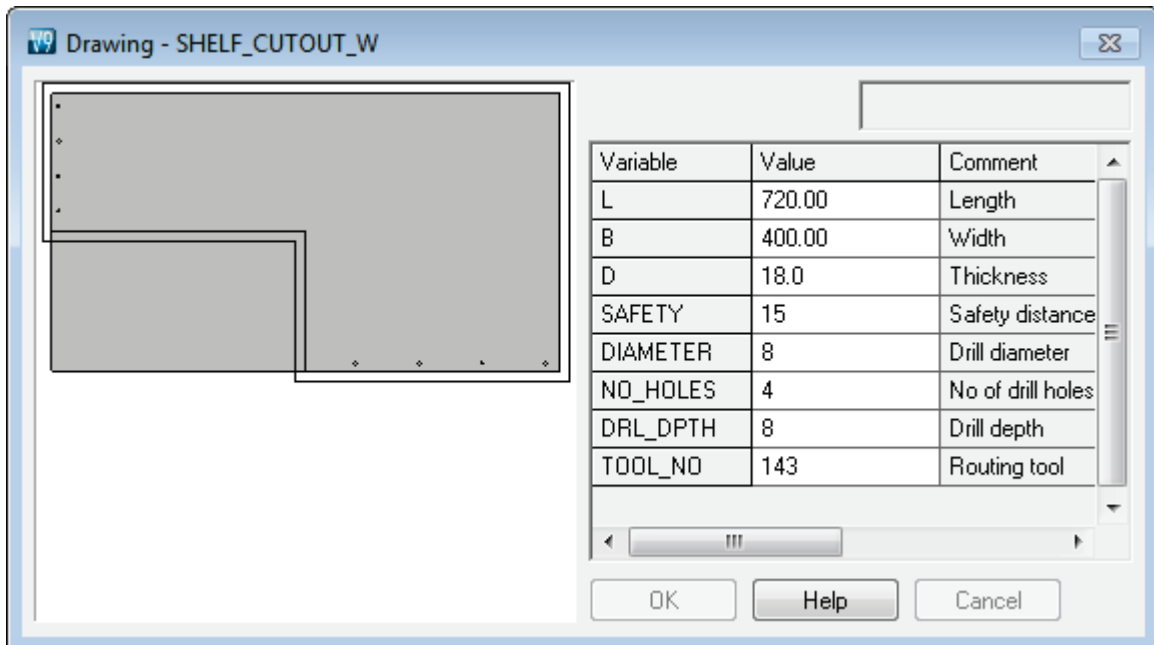 V9 Drawing - SHELF_CUTOUT_W
Variable Value Comment
L 720.00 Length
B 400.00 Width
D 18.0 Thickness
SAFETY 15 Safety distance
DIAMETER 8 Drill diameter
NO_HOLES 4 No of drill holes
DRL_DPTH 8 Drill depth
TOOL_NO 143 Routing tool
OK Help Cancel